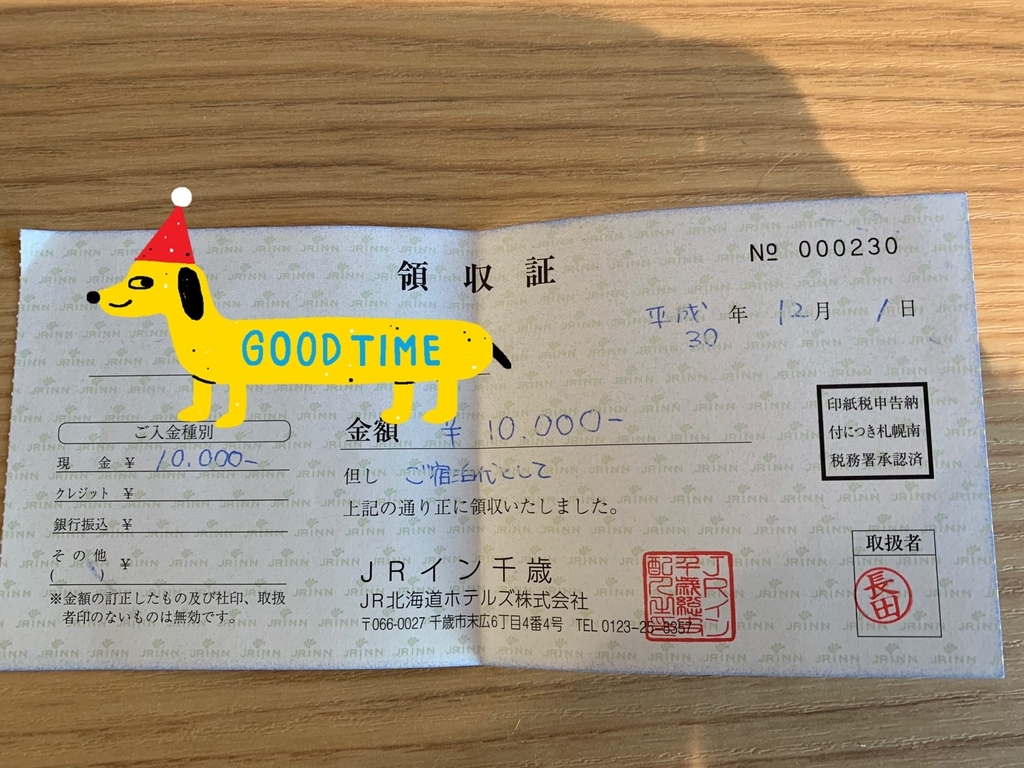 領収証
№ 000230
平成 年 12月 1日
30
GOOD TIME
ご入金種別
現金 ¥ 10,000-
クレジット ¥
銀行振込 ¥
その他
( ) ¥
※金額の訂正したもの及び社印、取扱
者印のないものは無効です。
金額 ¥ 10,000-
但し ご宿泊代として
上記の通り正に領収いたしました。
JRイン千歳
JR北海道ホテルズ株式会社
〒066-0027 千歳市末広6丁目4番4号 TEL 0123-26-8357
印紙税申告納
付につき札幌南
税務署承認済
取扱者
長田